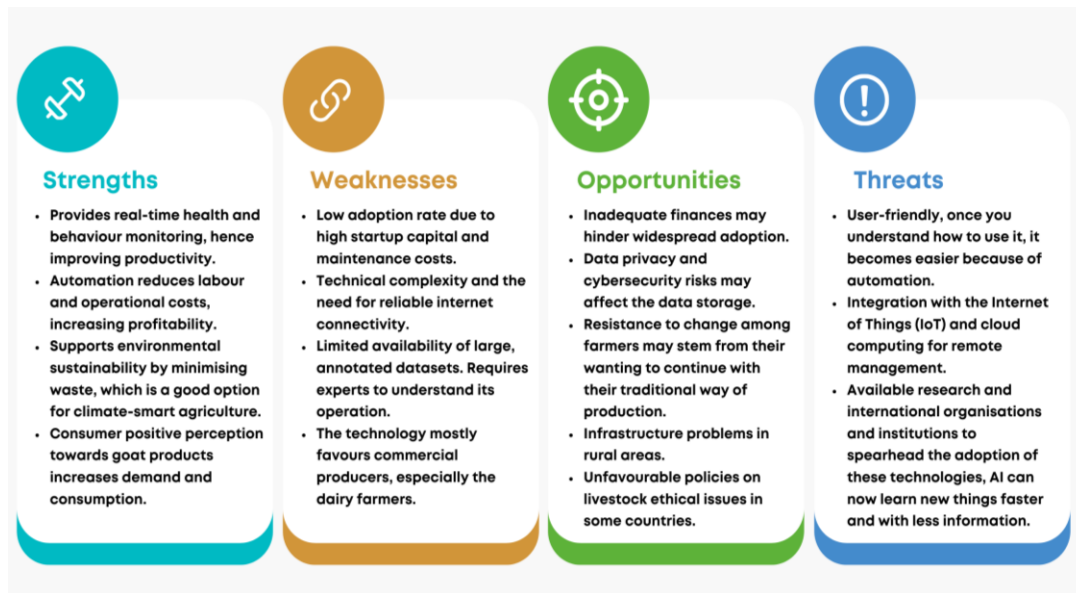 Strengths
• Provides real-time health and
behaviour monitoring, hence
improving productivity.
• Automation reduces labour
and operational costs,
increasing profitability.
• Supports environmental
sustainability by minimising
waste, which is a good option
for climate-smart agriculture.
• Consumer positive perception
towards goat products
increases demand and
consumption.
Weaknesses
• Low adoption rate due to
high startup capital and
maintenance costs.
• Technical complexity and the
need for reliable internet
connectivity.
• Limited availability of large,
annotated datasets. Requires
experts to understand its
operation.
• The technology mostly
favours commercial
producers, especially the
dairy farmers.
Opportunities
• Inadequate finances may
hinder widespread adoption.
• Data privacy and
cybersecurity risks may
affect the data storage.
• Resistance to change among
farmers may stem from their
wanting to continue with
their traditional way of
production.
• Infrastructure problems in
rural areas.
• Unfavourable policies on
livestock ethical issues in
some countries.
Threats
• User-friendly, once you
understand how to use it, it
becomes easier because of
automation.
• Integration with the Internet
of Things (IoT) and cloud
computing for remote
management.
• Available research and
international organisations
and institutions to
spearhead the adoption of
these technologies, AI can
now learn new things faster
and with less information.